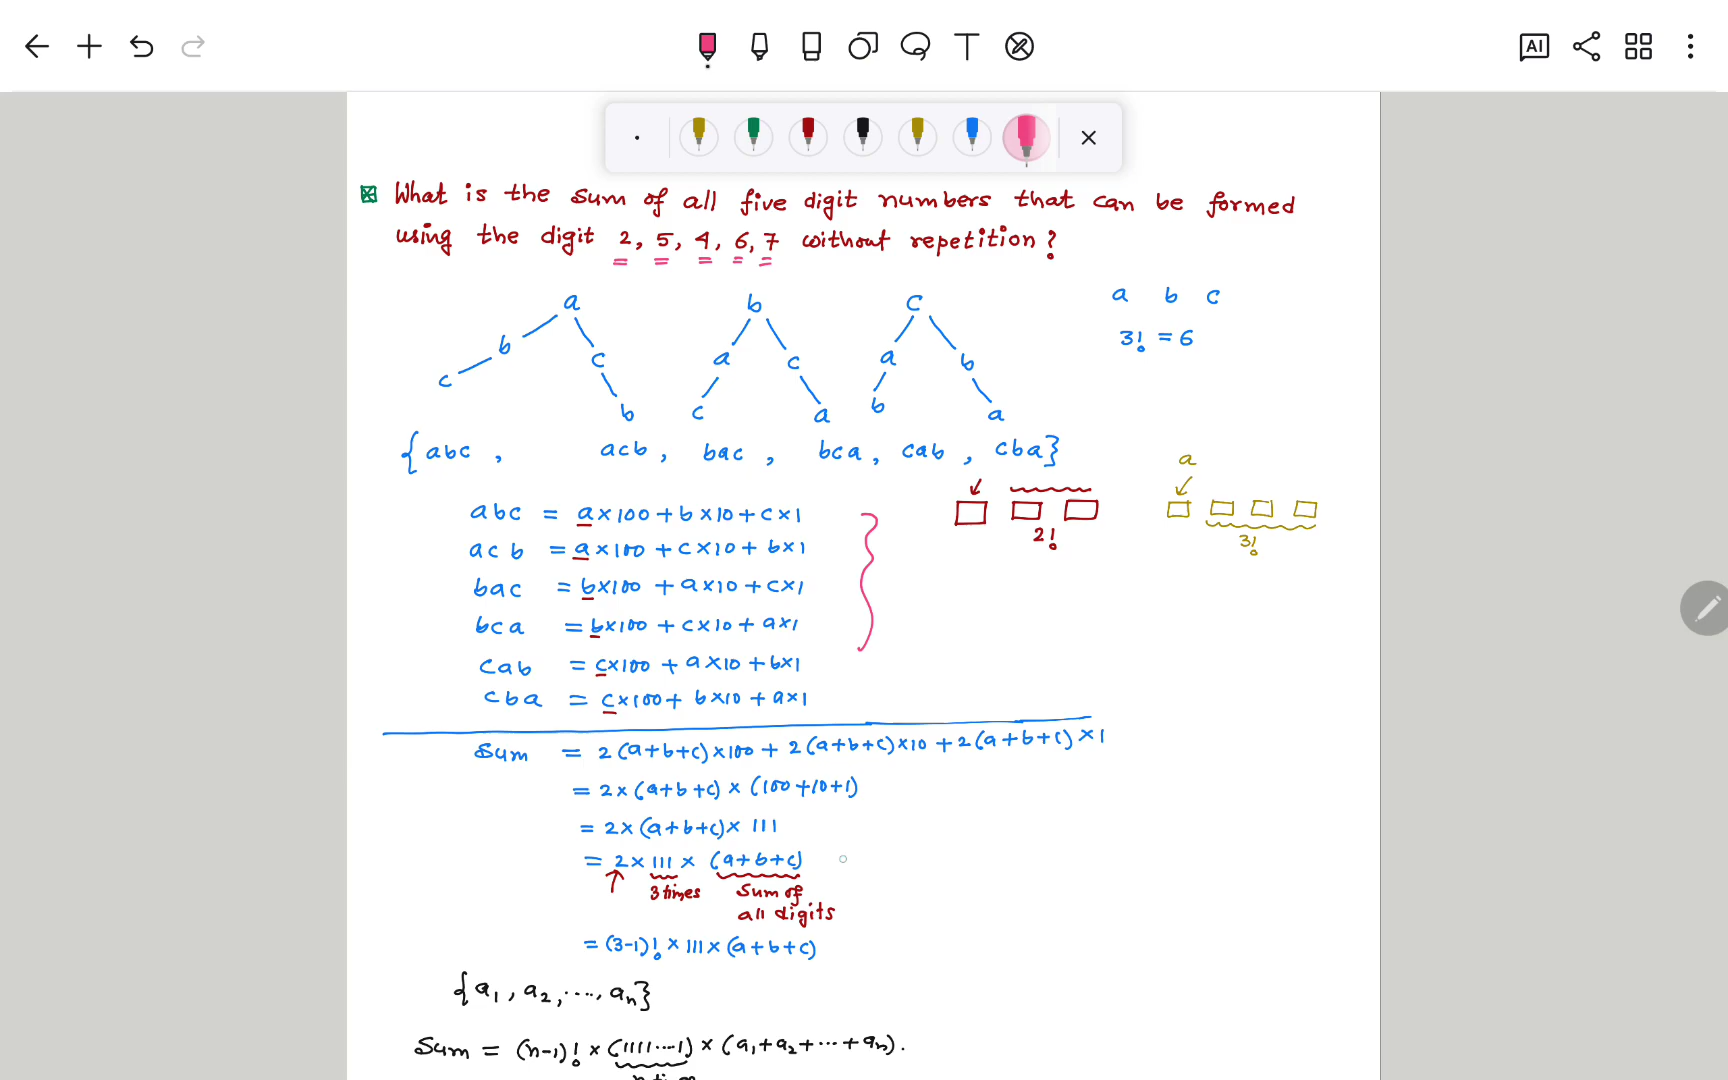 AI
What is the sum of all five digit numbers that can be formed
using the digit 2, 5, 4, 6, 7 without repetition?
a b c
a b c
3! = 6
b c a c a b
c b c a b a
{abc, acb, bac, bca, cab, cba}
a
2!
3!
abc = a×100 + b×10 + c×1
acb = a×100 + c×10 + b×1
bac = b×100 + a×10 + c×1
bca = b×100 + c×10 + a×1
cab = c×100 + a×10 + b×1
cba = c×100 + b×10 + a×1
Sum = 2(a+b+c)×100 + 2(a+b+c)×10 + 2(a+b+c)×1
= 2×(a+b+c)×(100+10+1)
= 2×(a+b+c)×111
= 2×111×(a+b+c)
3 times
Sum of
all digits
= (3-1)!×111×(a+b+c)
{a₁, a₂, ...., aₙ}
Sum = (n-1)!×(1111....1)×(a₁+a₂+....+aₙ).